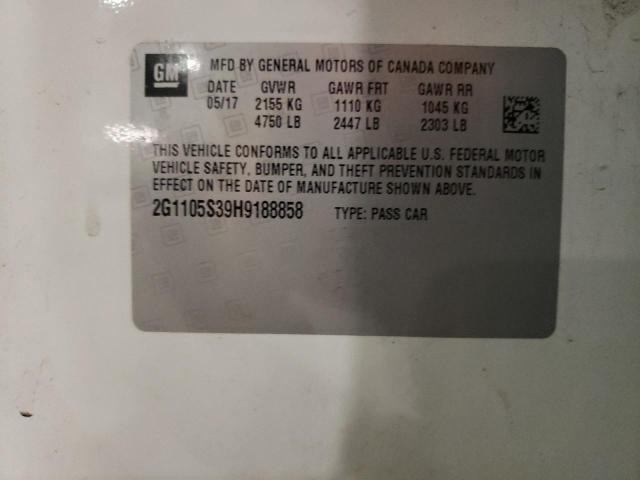 GM MFD BY GENERAL MOTORS OF CANADA COMPANY
DATE GVWR GAWR FRT GAWR RR
05/17 2155 KG 1110 KG 1045 KG
4750 LB 2447 LB 2303 LB
THIS VEHICLE CONFORMS TO ALL APPLICABLE U.S. FEDERAL MOTOR
VEHICLE SAFETY, BUMPER, AND THEFT PREVENTION STANDARDS IN
EFFECT ON THE DATE OF MANUFACTURE SHOWN ABOVE.
2G1105S39H9188858 TYPE: PASS CAR